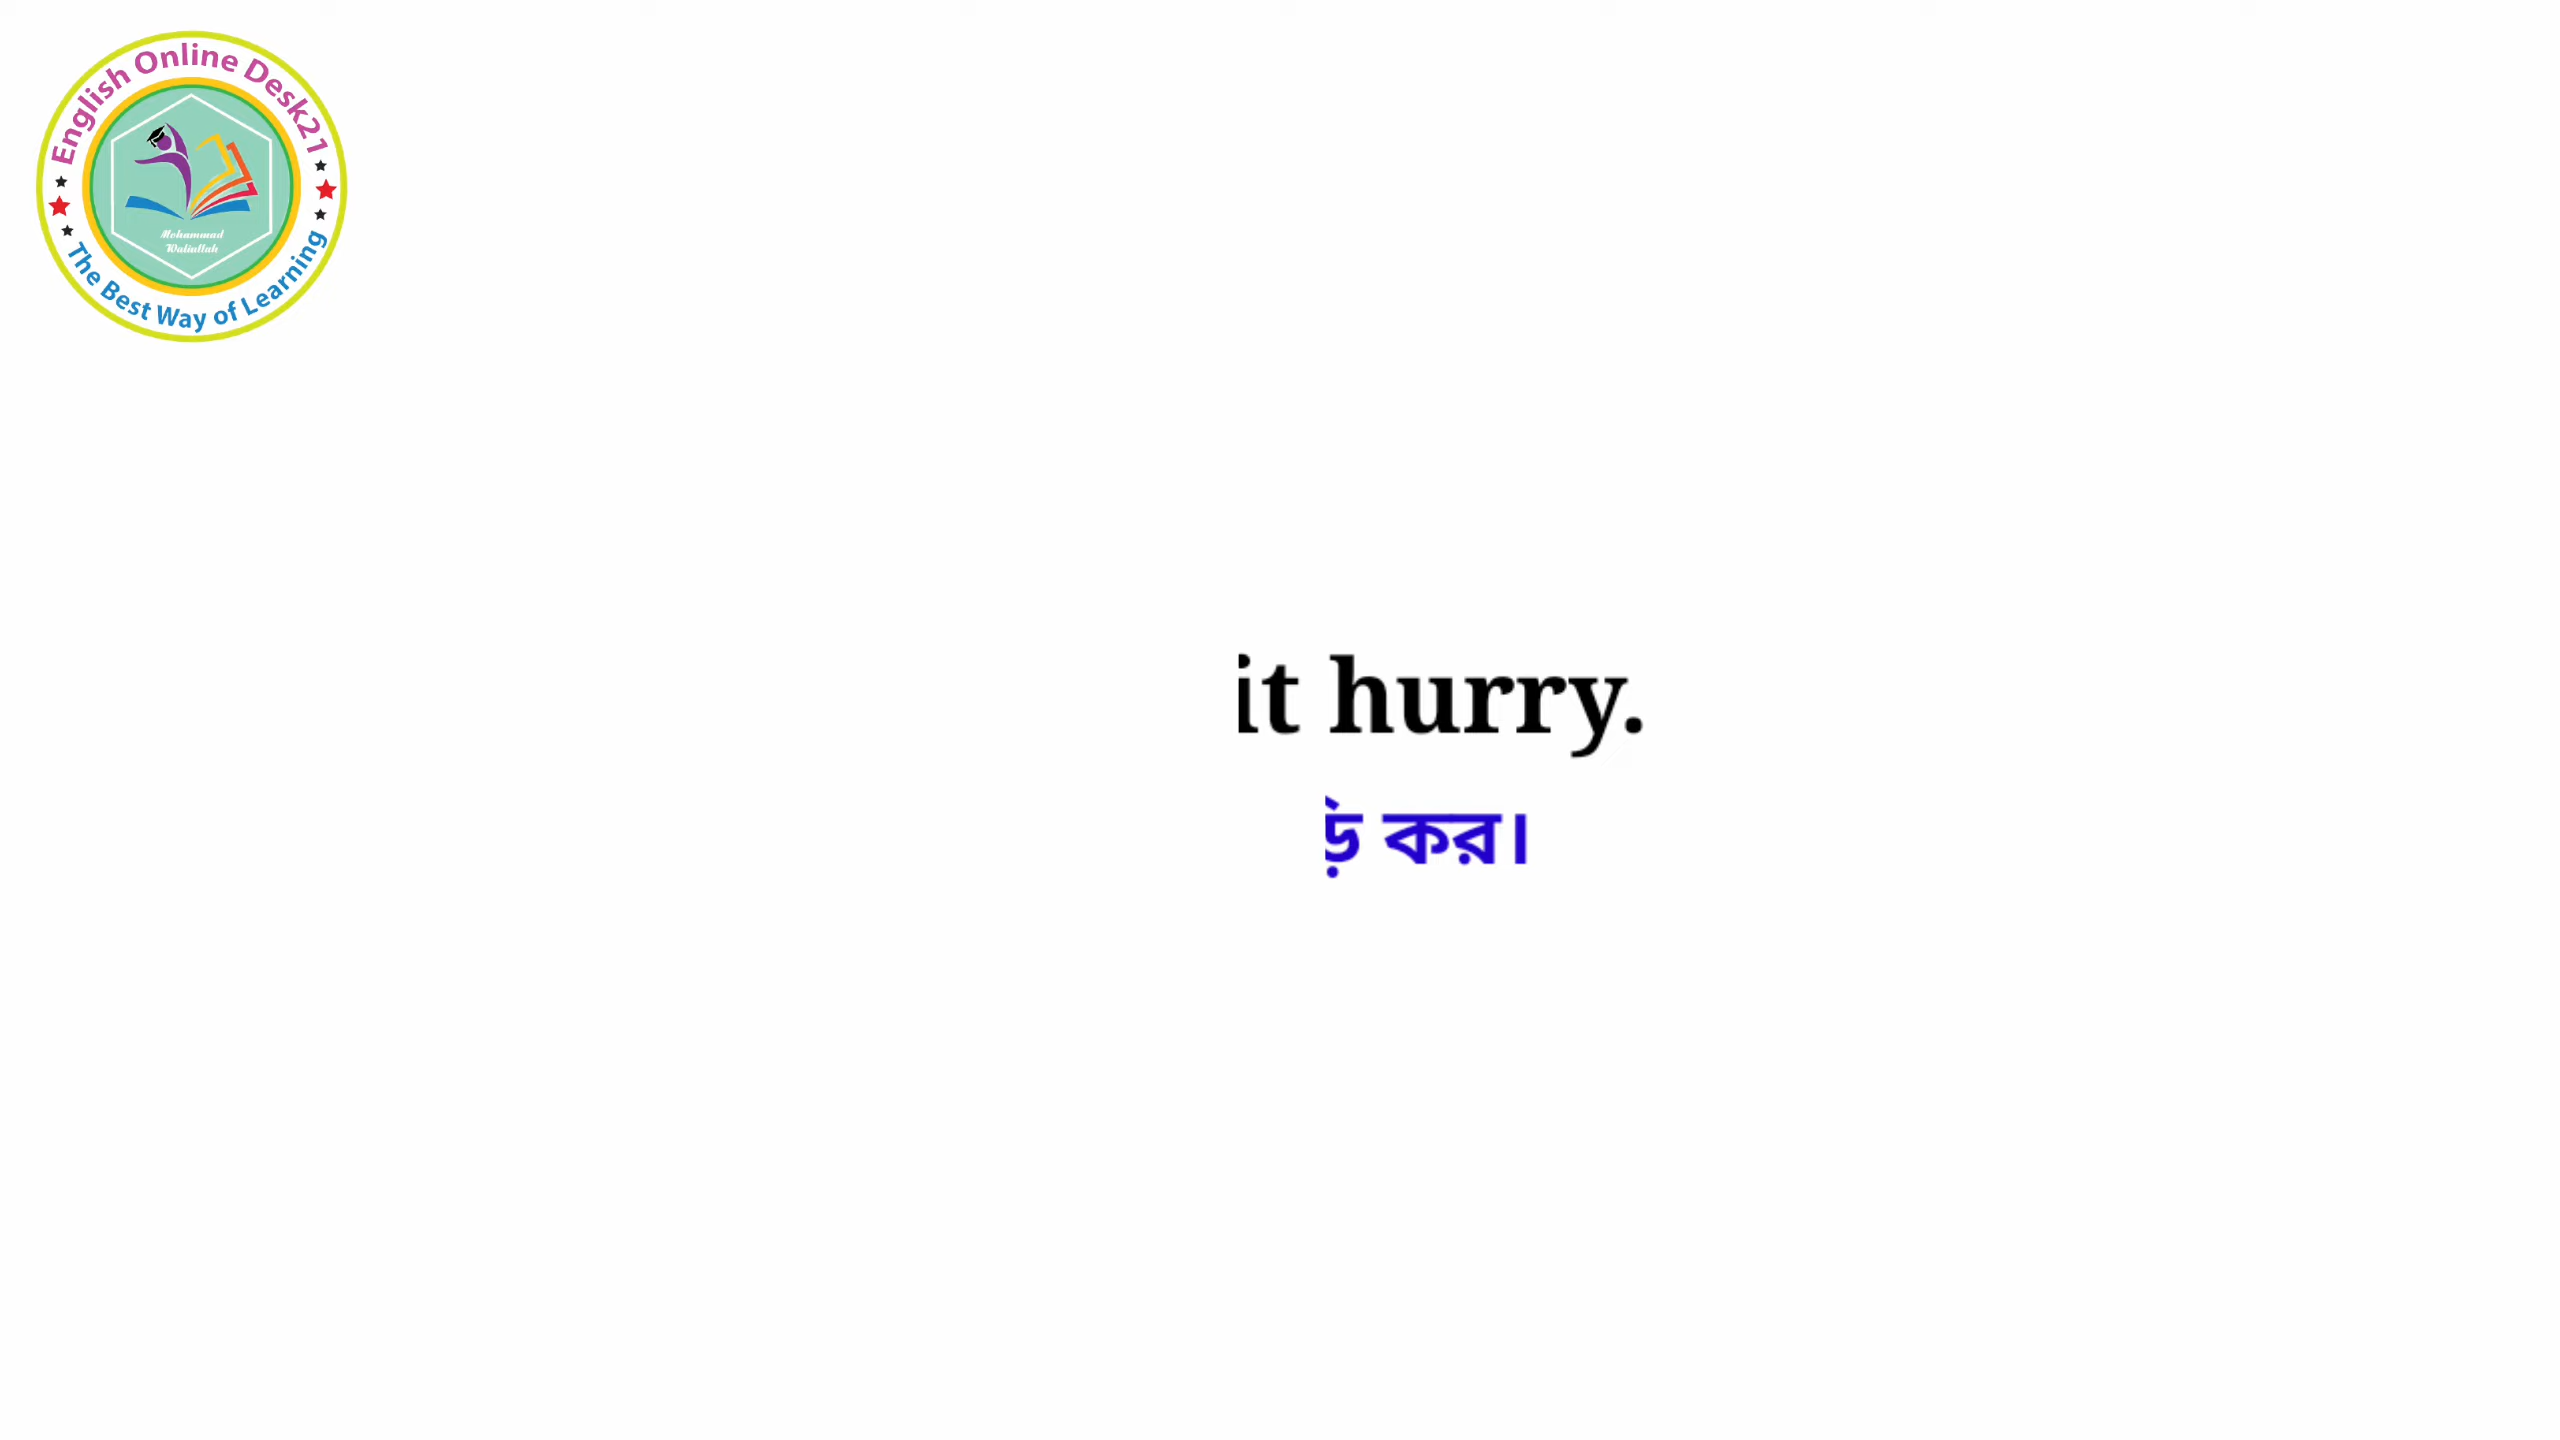 English Online Desk21
Mohammad
Waliullah
The Best Way of Learning
it hurry.
কর।